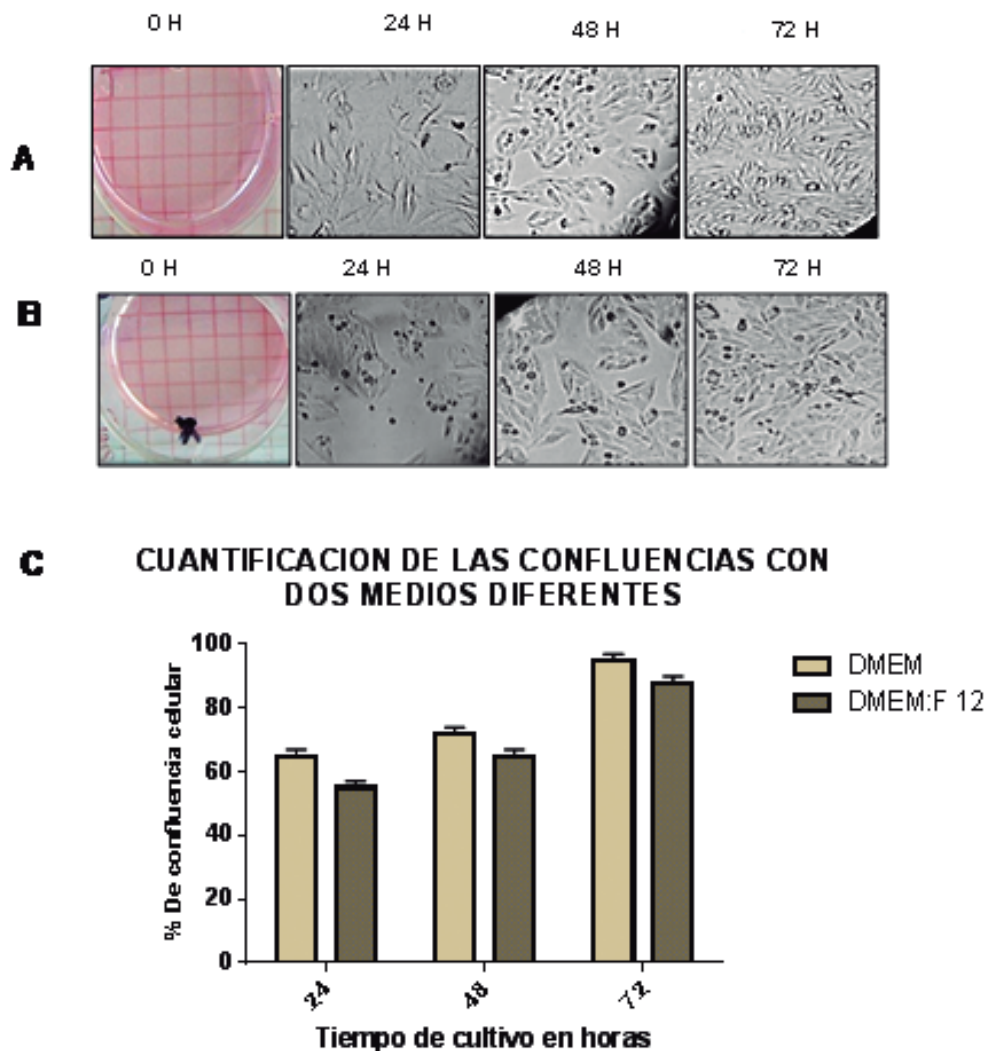 0 H 24 H 48 H 72 H
A
0 H 24 H 48 H 72 H
B
C
CUANTIFICACION DE LAS CONFLUENCIAS CON
DOS MEDIOS DIFERENTES
% De confluencia celular
100
80
60
40
20
0
24 48 72
Tiempo de cultivo en horas
DMEM
DMEM:F 12